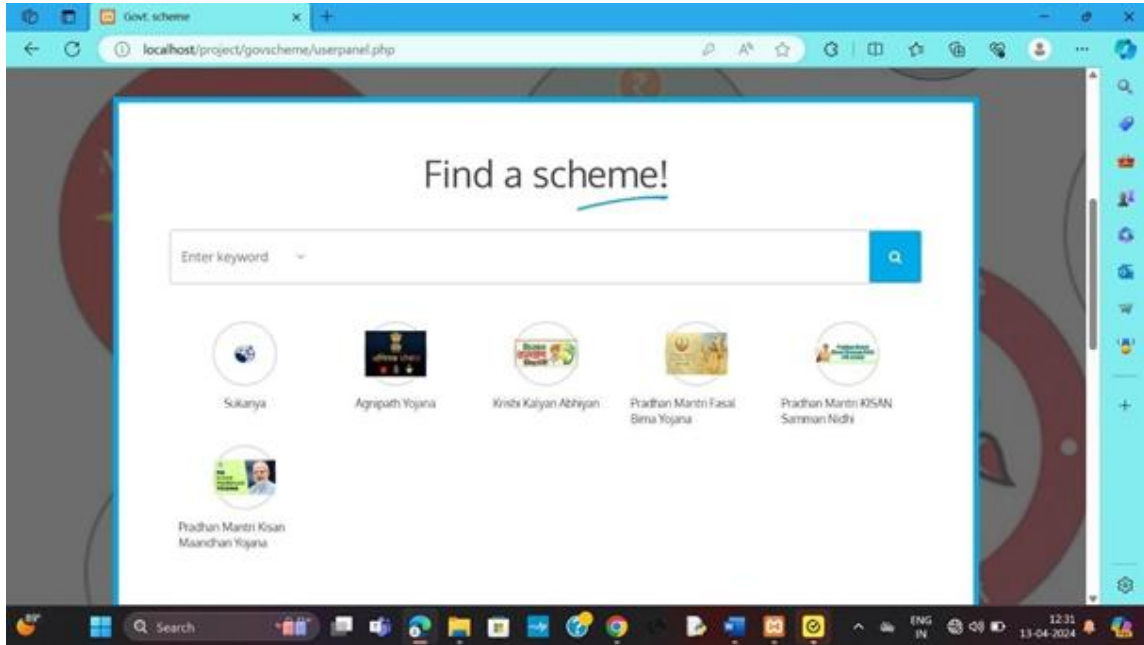 Govt. scheme
localhost/project/govscheme/userpanel.php
Find a scheme!
Enter keyword
Sukanya
Agnipath Yojana
Krishi Kalyan Abhiyan
Pradhan Mantri Fasal
Bima Yojana
Pradhan Mantri KISAN
Samman Nidhi
Pradhan Mantri Kisan
Maandhan Yojana
Search
ENG
IN
12:31
13-04-2024